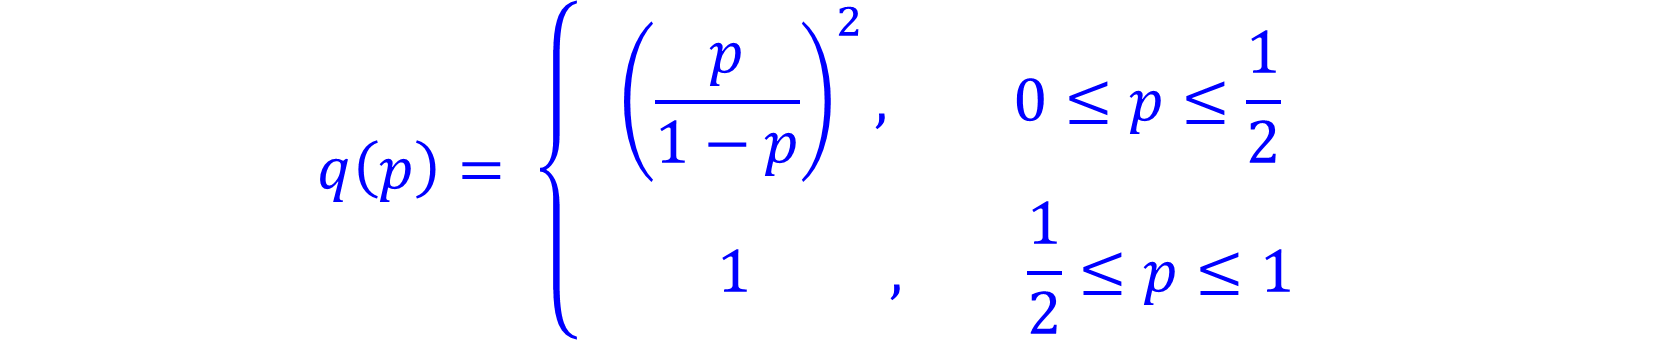 q(p) = { (p / (1 − p))² , 0 ≤ p ≤ 1/2
1 , 1/2 ≤ p ≤ 1